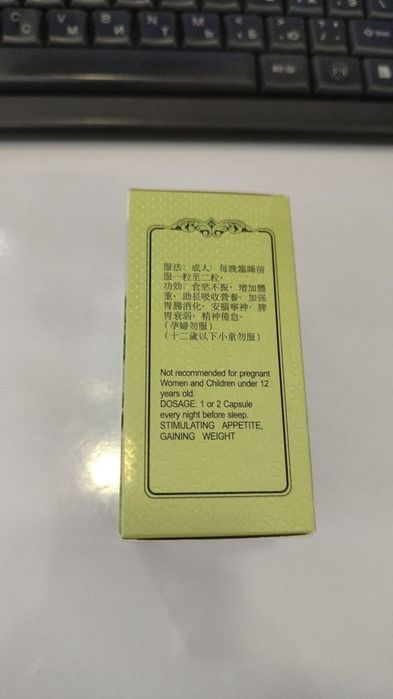 服法：成人：每晚臨睡前
服一粒至二粒。
功効：食慾不振，增加體
重，助長吸收營養，加强
胃腸消化，安腦寧神，脾
胃衰弱，精神倦怠。
（孕婦勿服）
（十二歲以下小童勿服）
Not recommended for pregnant
Women and Children under 12
years old.
DOSAGE: 1 or 2 Capsule
every night before sleep.
STIMULATING APPETITE,
GAINING WEIGHT